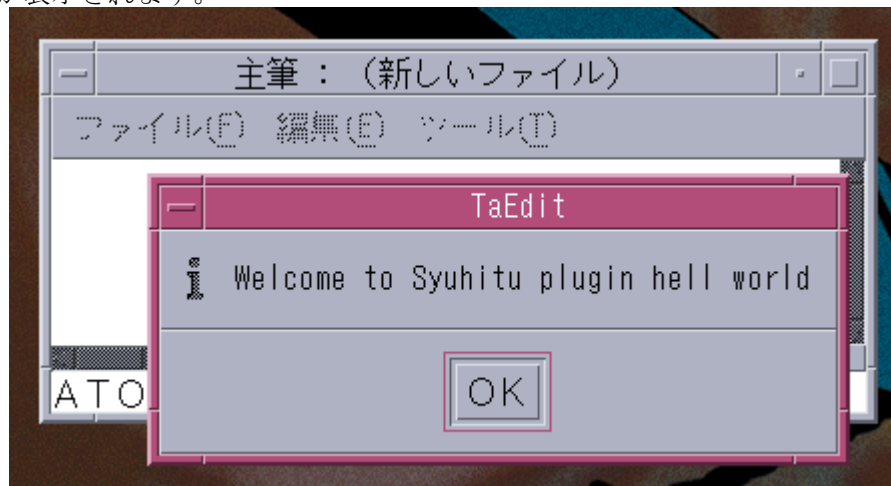 が表示されます。
主筆 : （新しいファイル）
ファイル(F) 編集(E) ツール(T)
TaEdit
Welcome to Syuhitu plugin hell world
ATO
OK